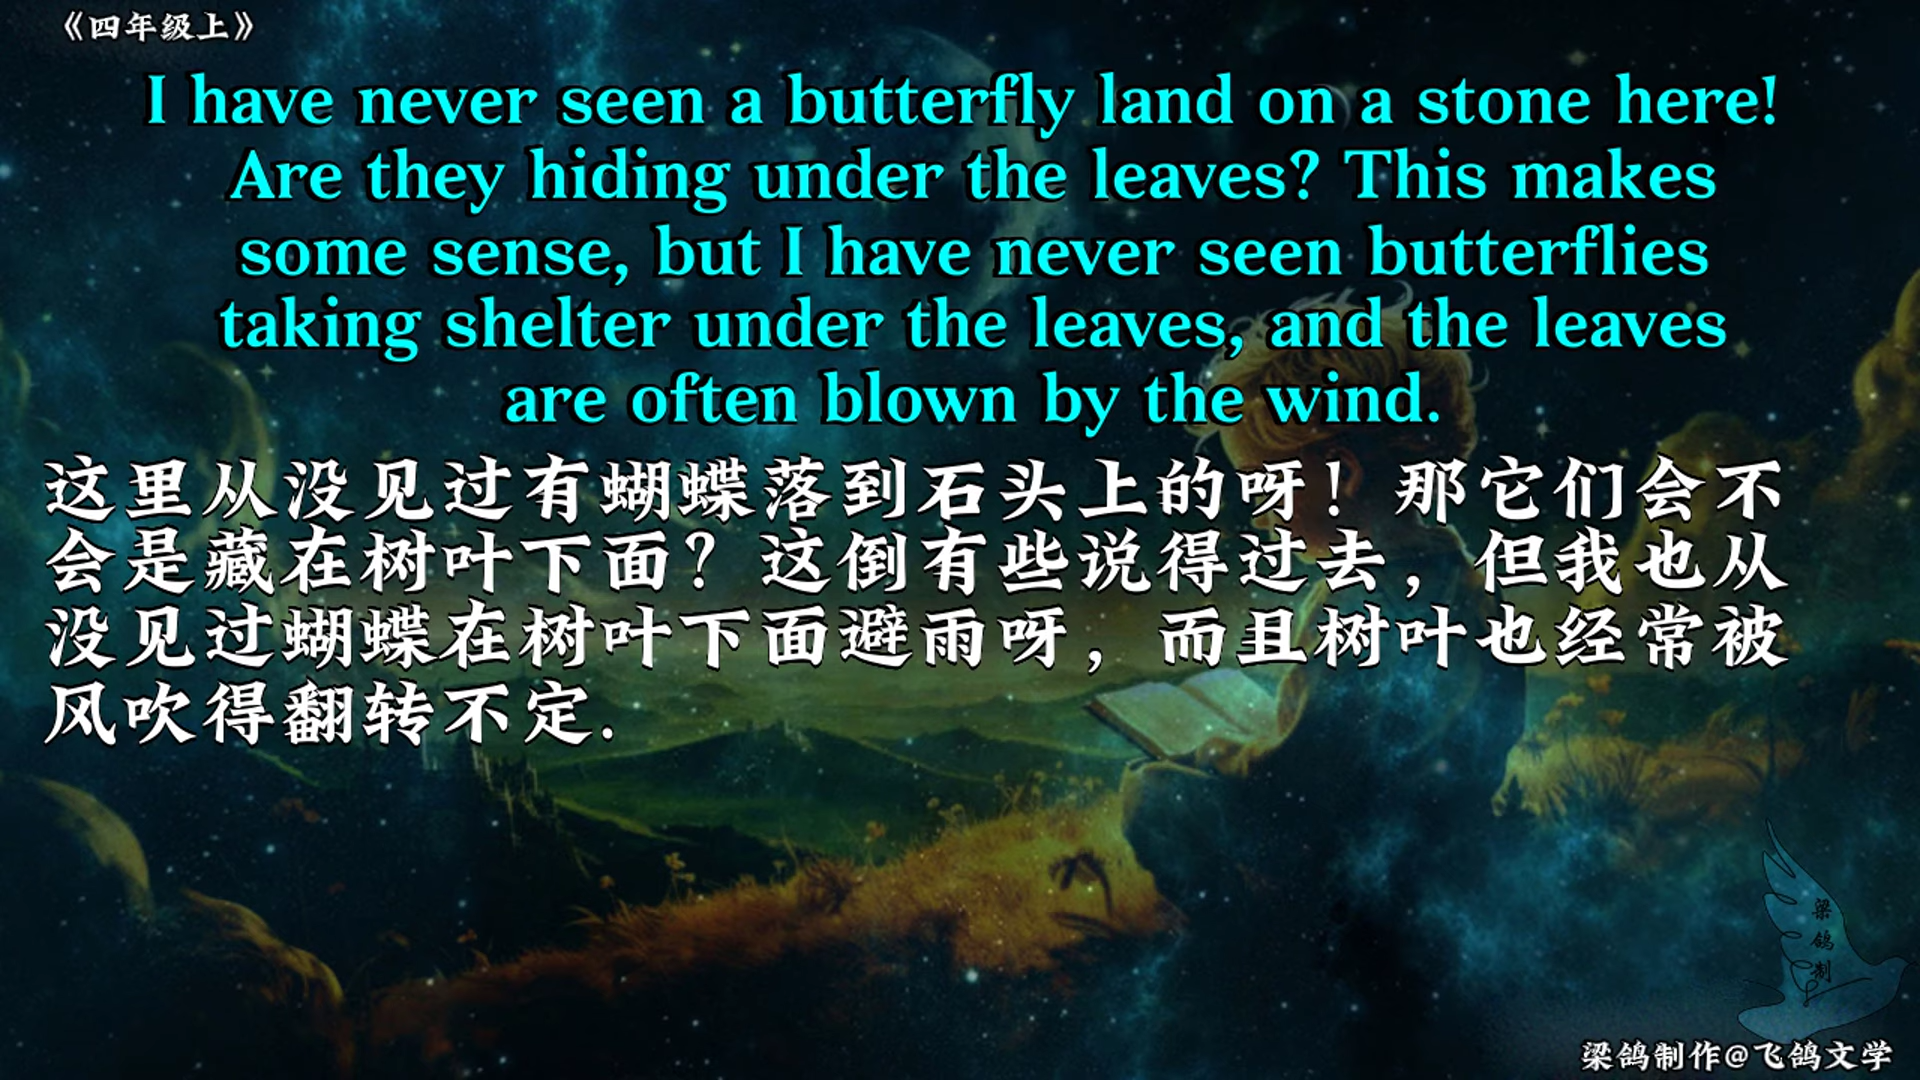 《四年级上》
I have never seen a butterfly land on a stone here!
Are they hiding under the leaves? This makes
some sense, but I have never seen butterflies
taking shelter under the leaves, and the leaves
are often blown by the wind.
这里从没见过有蝴蝶落到石头上的呀！那它们会不
会是藏在树叶下面？这倒有些说得过去，但我也从
没见过蝴蝶在树叶下面避雨呀，而且树叶也经常被
风吹得翻转不定.
梁
鸽
制
梁鸽制作@飞鸽文学